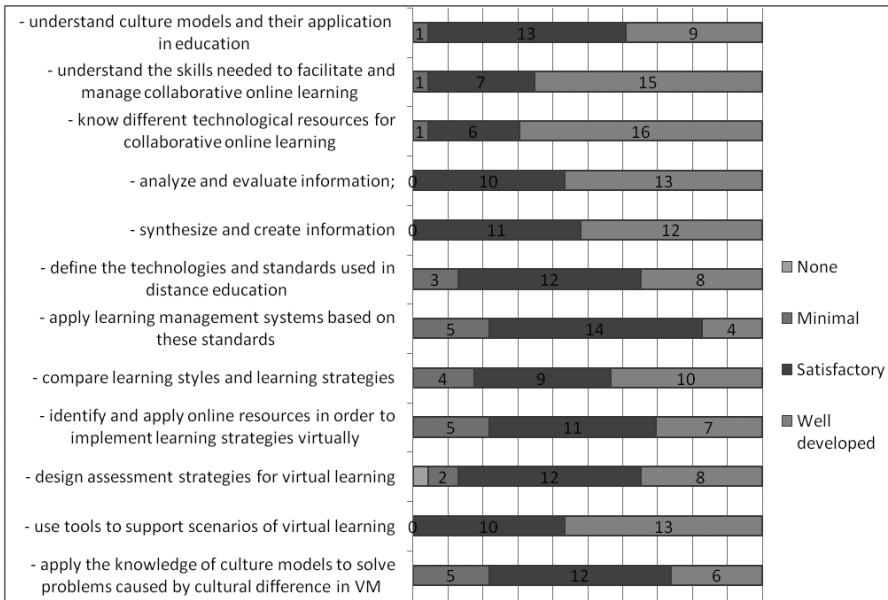 - understand culture models and their application
in education
1 13 9
- understand the skills needed to facilitate and
manage collaborative online learning
1 7 15
- know different technological resources for
collaborative online learning
1 6 16
- analyze and evaluate information;
0 10 13
- synthesize and create information
0 11 12
- define the technologies and standards used in
distance education
3 12 8
- apply learning management systems based on
these standards
5 14 4
- compare learning styles and learning strategies
4 9 10
- identify and apply online resources in order to
implement learning strategies virtually
5 11 7
- design assessment strategies for virtual learning
2 12 8
- use tools to support scenarios of virtual learning
0 10 13
- apply the knowledge of culture models to solve
problems caused by cultural difference in VM
5 12 6
None
Minimal
Satisfactory
Well
developed